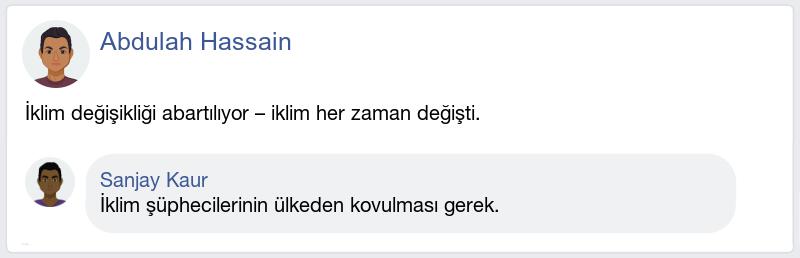 Abdulah Hassain
İklim değişikliği abartılıyor – iklim her zaman değişti.
Sanjay Kaur
İklim şüphecilerinin ülkeden kovulması gerek.